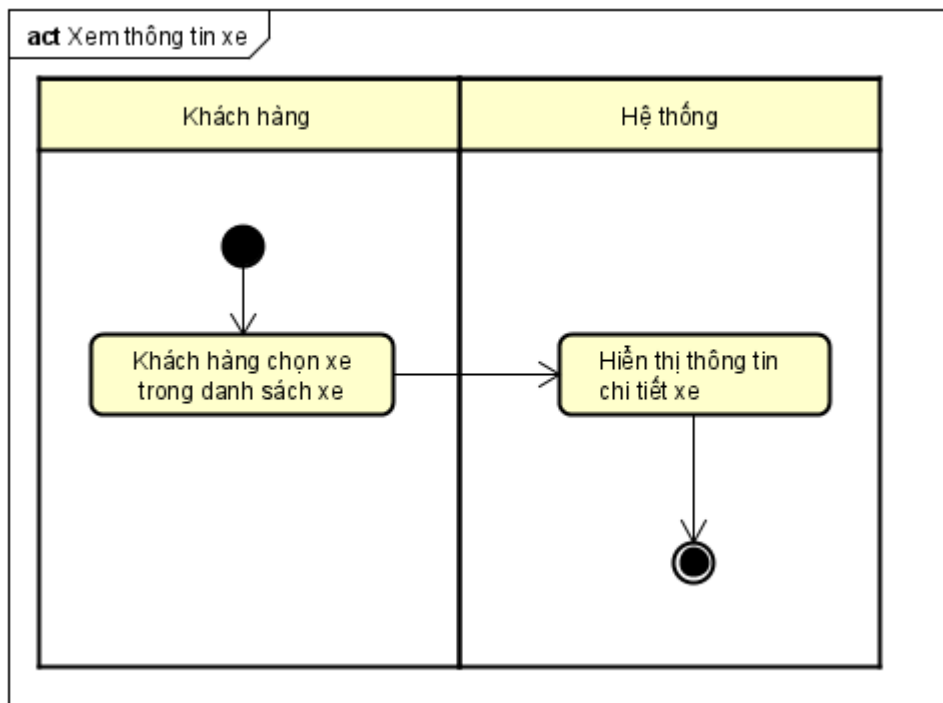 act Xem thông tin xe
Khách hàng
Hệ thống
Khách hàng chọn xe
trong danh sách xe
Hiển thị thông tin
chi tiết xe